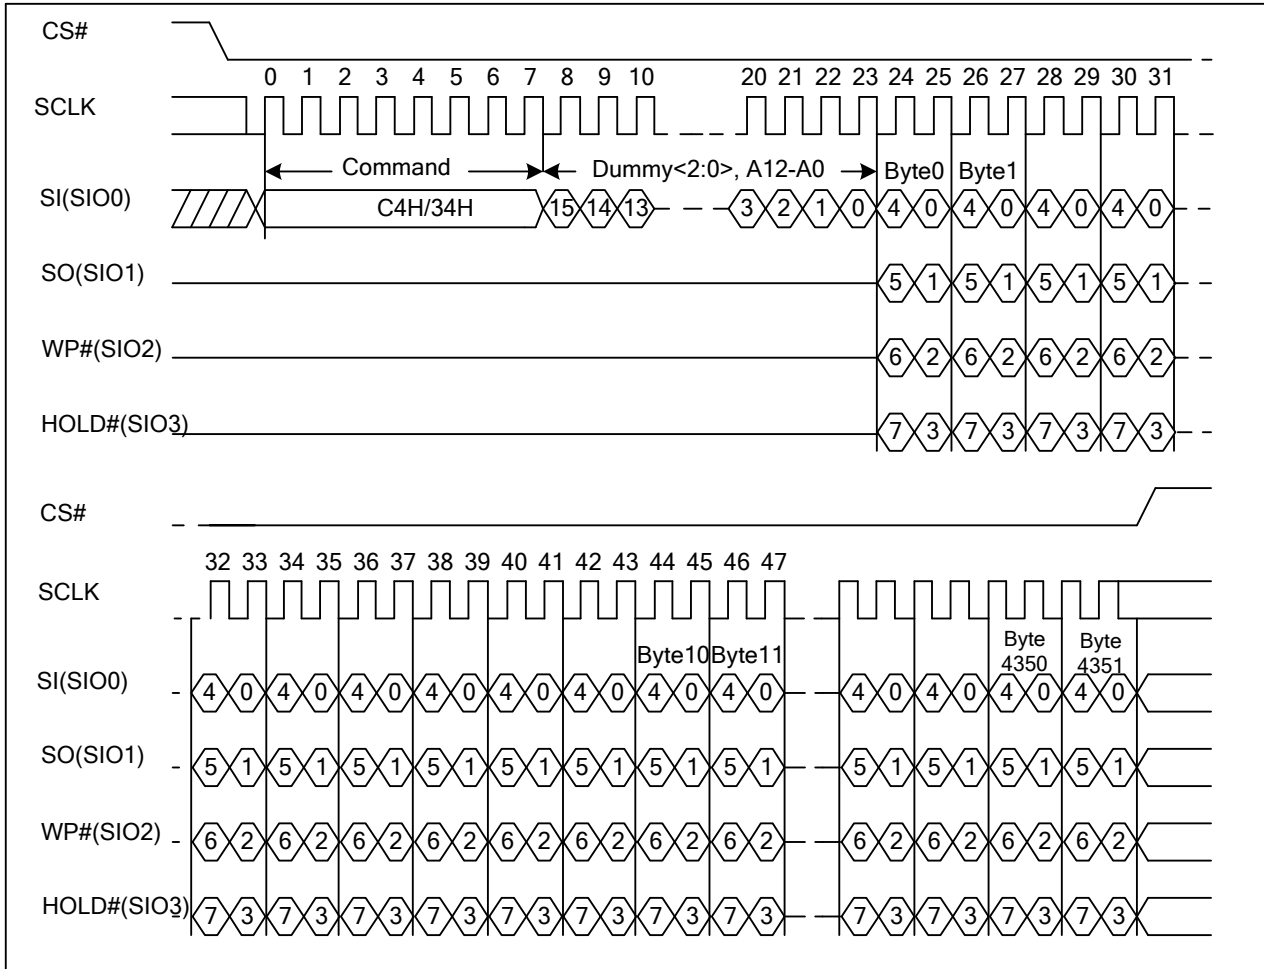 CS#
0 1 2 3 4 5 6 7 8 9 10 20 21 22 23 24 25 26 27 28 29 30 31
SCLK
Command Dummy<2:0>, A12-A0 Byte0 Byte1
SI(SIO0) C4H/34H 15 14 13 3 2 1 0 4 0 4 0 4 0 4 0
SO(SIO1) 5 1 5 1 5 1 5 1
WP#(SIO2) 6 2 6 2 6 2 6 2
HOLD#(SIO3) 7 3 7 3 7 3 7 3
CS#
32 33 34 35 36 37 38 39 40 41 42 43 44 45 46 47
SCLK
Byte10 Byte11 Byte 4350 Byte 4351
SI(SIO0) 4 0 4 0 4 0 4 0 4 0 4 0 4 0 4 0 4 0 4 0 4 0 4 0
SO(SIO1) 5 1 5 1 5 1 5 1 5 1 5 1 5 1 5 1 5 1 5 1 5 1 5 1
WP#(SIO2) 6 2 6 2 6 2 6 2 6 2 6 2 6 2 6 2 6 2 6 2 6 2 6 2
HOLD#(SIO3) 7 3 7 3 7 3 7 3 7 3 7 3 7 3 7 3 7 3 7 3 7 3 7 3